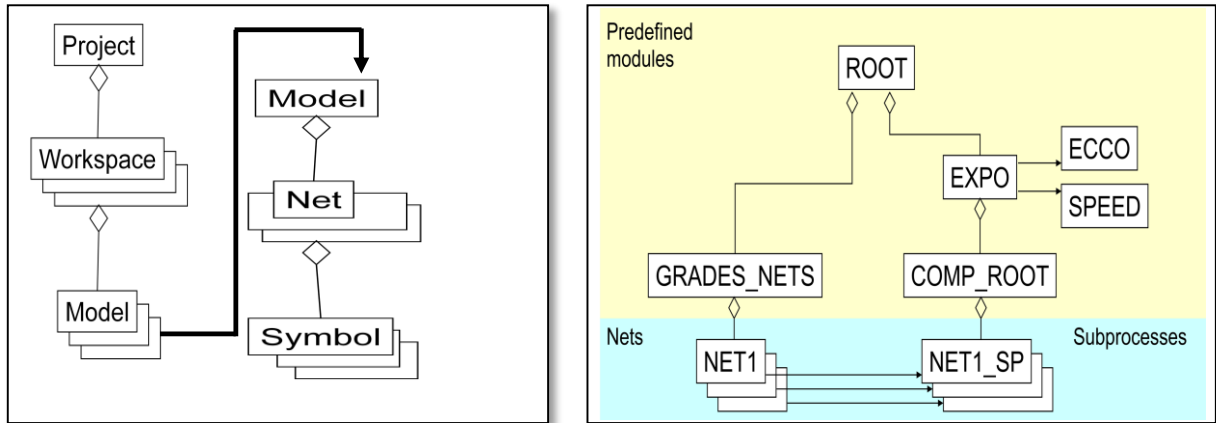 Project
Workspace
Model
Model
Net
Symbol
Predefined
modules
ROOT
ECCO
EXPO
SPEED
GRADES_NETS
COMP_ROOT
Nets
Subprocesses
NET1
NET1_SP